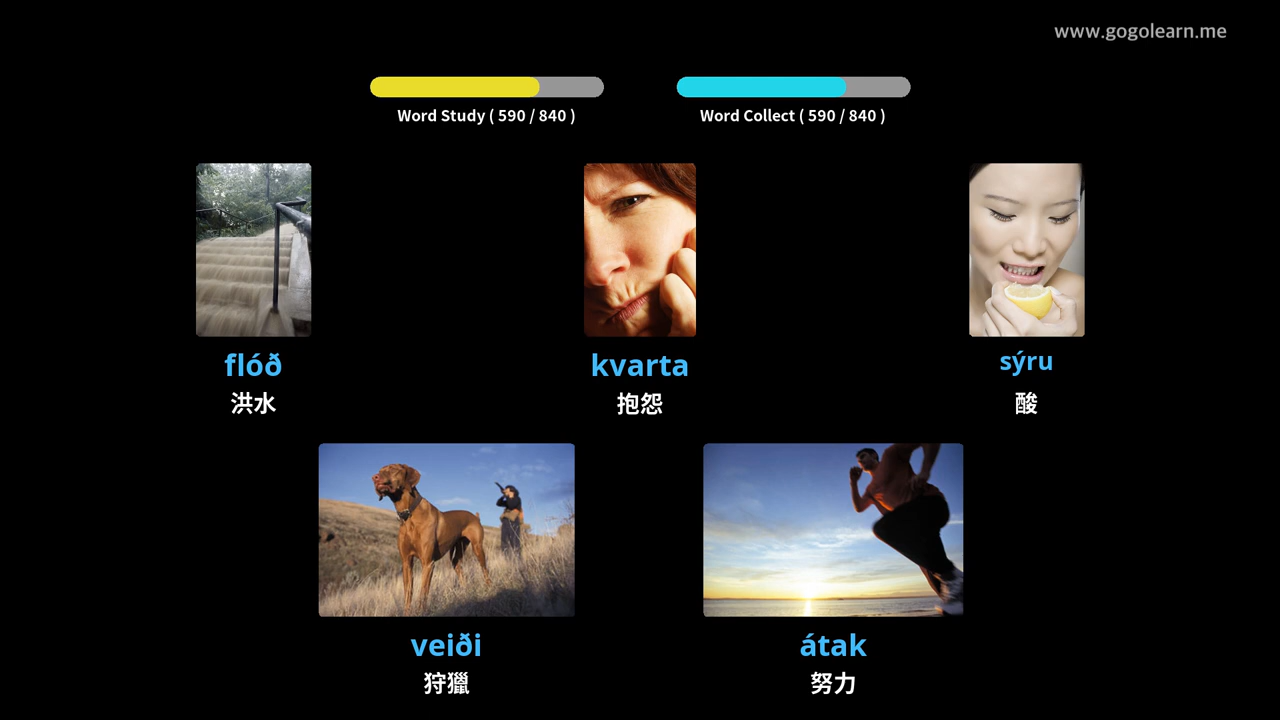 www.gogolearn.me
Word Study ( 590 / 840 )
Word Collect ( 590 / 840 )
flóð
洪水
kvarta
抱怨
sýru
酸
veiði
狩獵
átak
努力